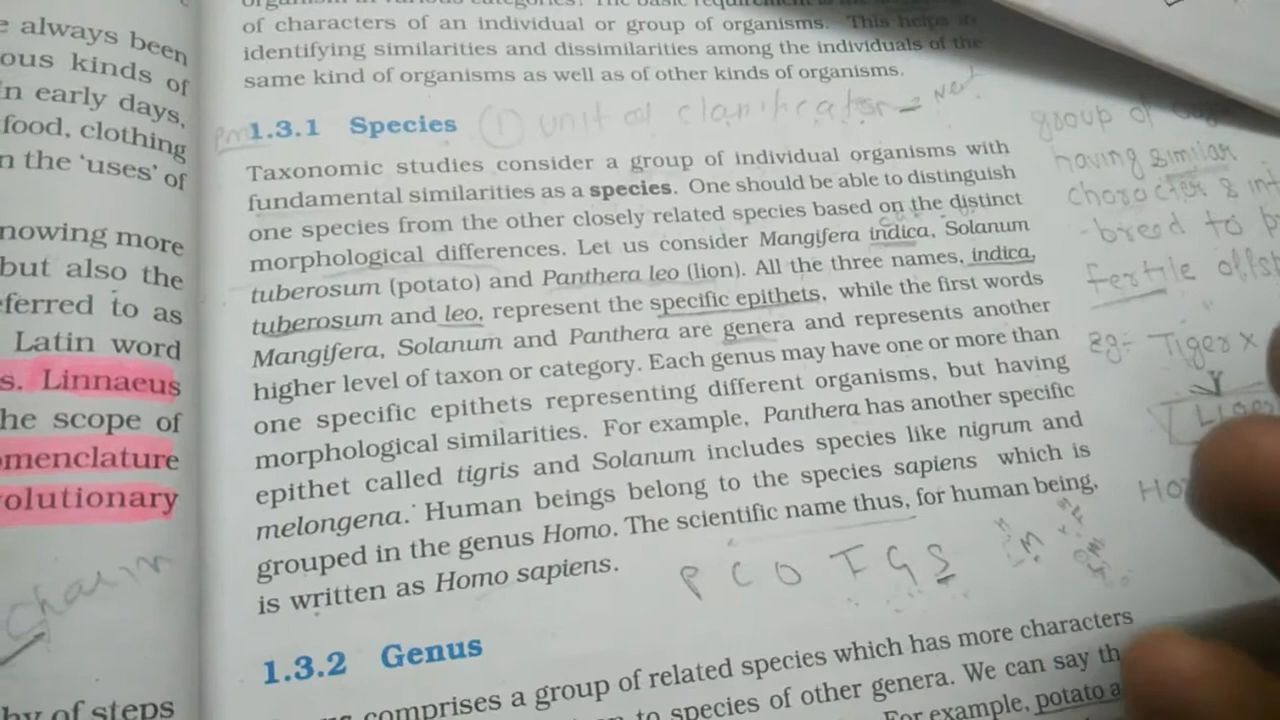 always been
ous kinds of
n early days,
food, clothing
n the 'uses' of
nowing more
but also the
eferred to as
Latin word
s. Linnaeus
he scope of
omenclature
olutionary
Chain
by of steps
of characters of an individual or group of organisms. This helps in
identifying similarities and dissimilarities among the individuals of the
same kind of organisms as well as of other kinds of organisms.
1.3.1 Species
① unit of
Taxonomic studies consider a group of individual organisms with
fundamental similarities as a species. One should be able to distinguish
one species from the other closely related species based on the distinct
morphological differences. Let us consider Mangifera indica, Solanum
tuberosum (potato) and Panthera leo (lion). All the three names, indica,
tuberosum and leo, represent the specific epithets, while the first words
Mangifera, Solanum and Panthera are genera and represents another
higher level of taxon or category. Each genus may have one or more than
one specific epithets representing different organisms, but having
morphological similarities. For example, Panthera has another specific
epithet called tigris and Solanum includes species like nigrum and
melongena. Human beings belong to the species sapiens which is
grouped in the genus Homo. The scientific name thus, for human being,
is written as Homo sapiens.
P C O F G S
1.3.2 Genus
comprises a group of related species which has more characters
to species of other genera. We can say th
For example, potato a
group of
having similar
character &
breed to
fertile
Eg:- Tiger x